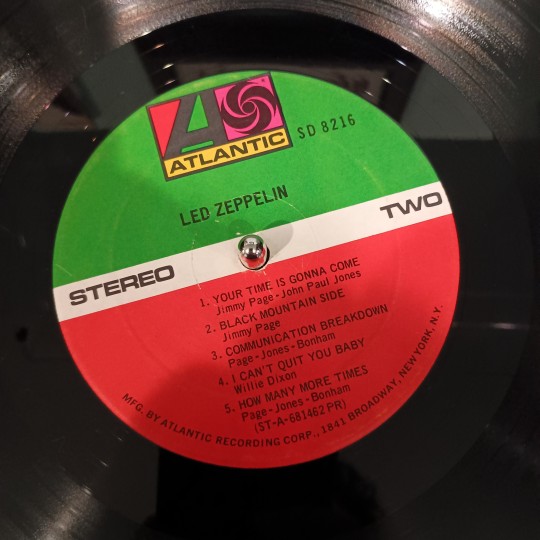 ATLANTIC
SD 8216
LED ZEPPELIN
STEREO
TWO
1. YOUR TIME IS GONNA COME
Jimmy Page-John Paul Jones
2. BLACK MOUNTAIN SIDE
Jimmy Page
3. COMMUNICATION BREAKDOWN
Page-Jones-Bonham
4. I CAN'T QUIT YOU BABY
Willie Dixon
5. HOW MANY MORE TIMES
Page-Jones-Bonham
(ST-A-681462 PR)
MFG. BY ATLANTIC RECORDING CORP., 1841 BROADWAY, NEW YORK, N.Y.